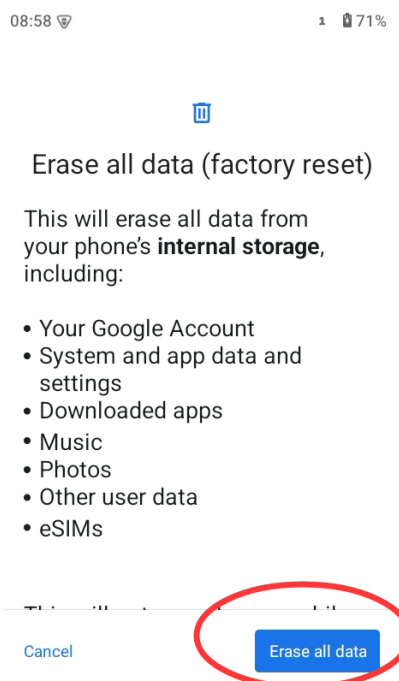 08:58 1 71%
Erase all data (factory reset)
This will erase all data from
your phone's internal storage,
including:
• Your Google Account
• System and app data and
settings
• Downloaded apps
• Music
• Photos
• Other user data
• eSIMs
Cancel Erase all data